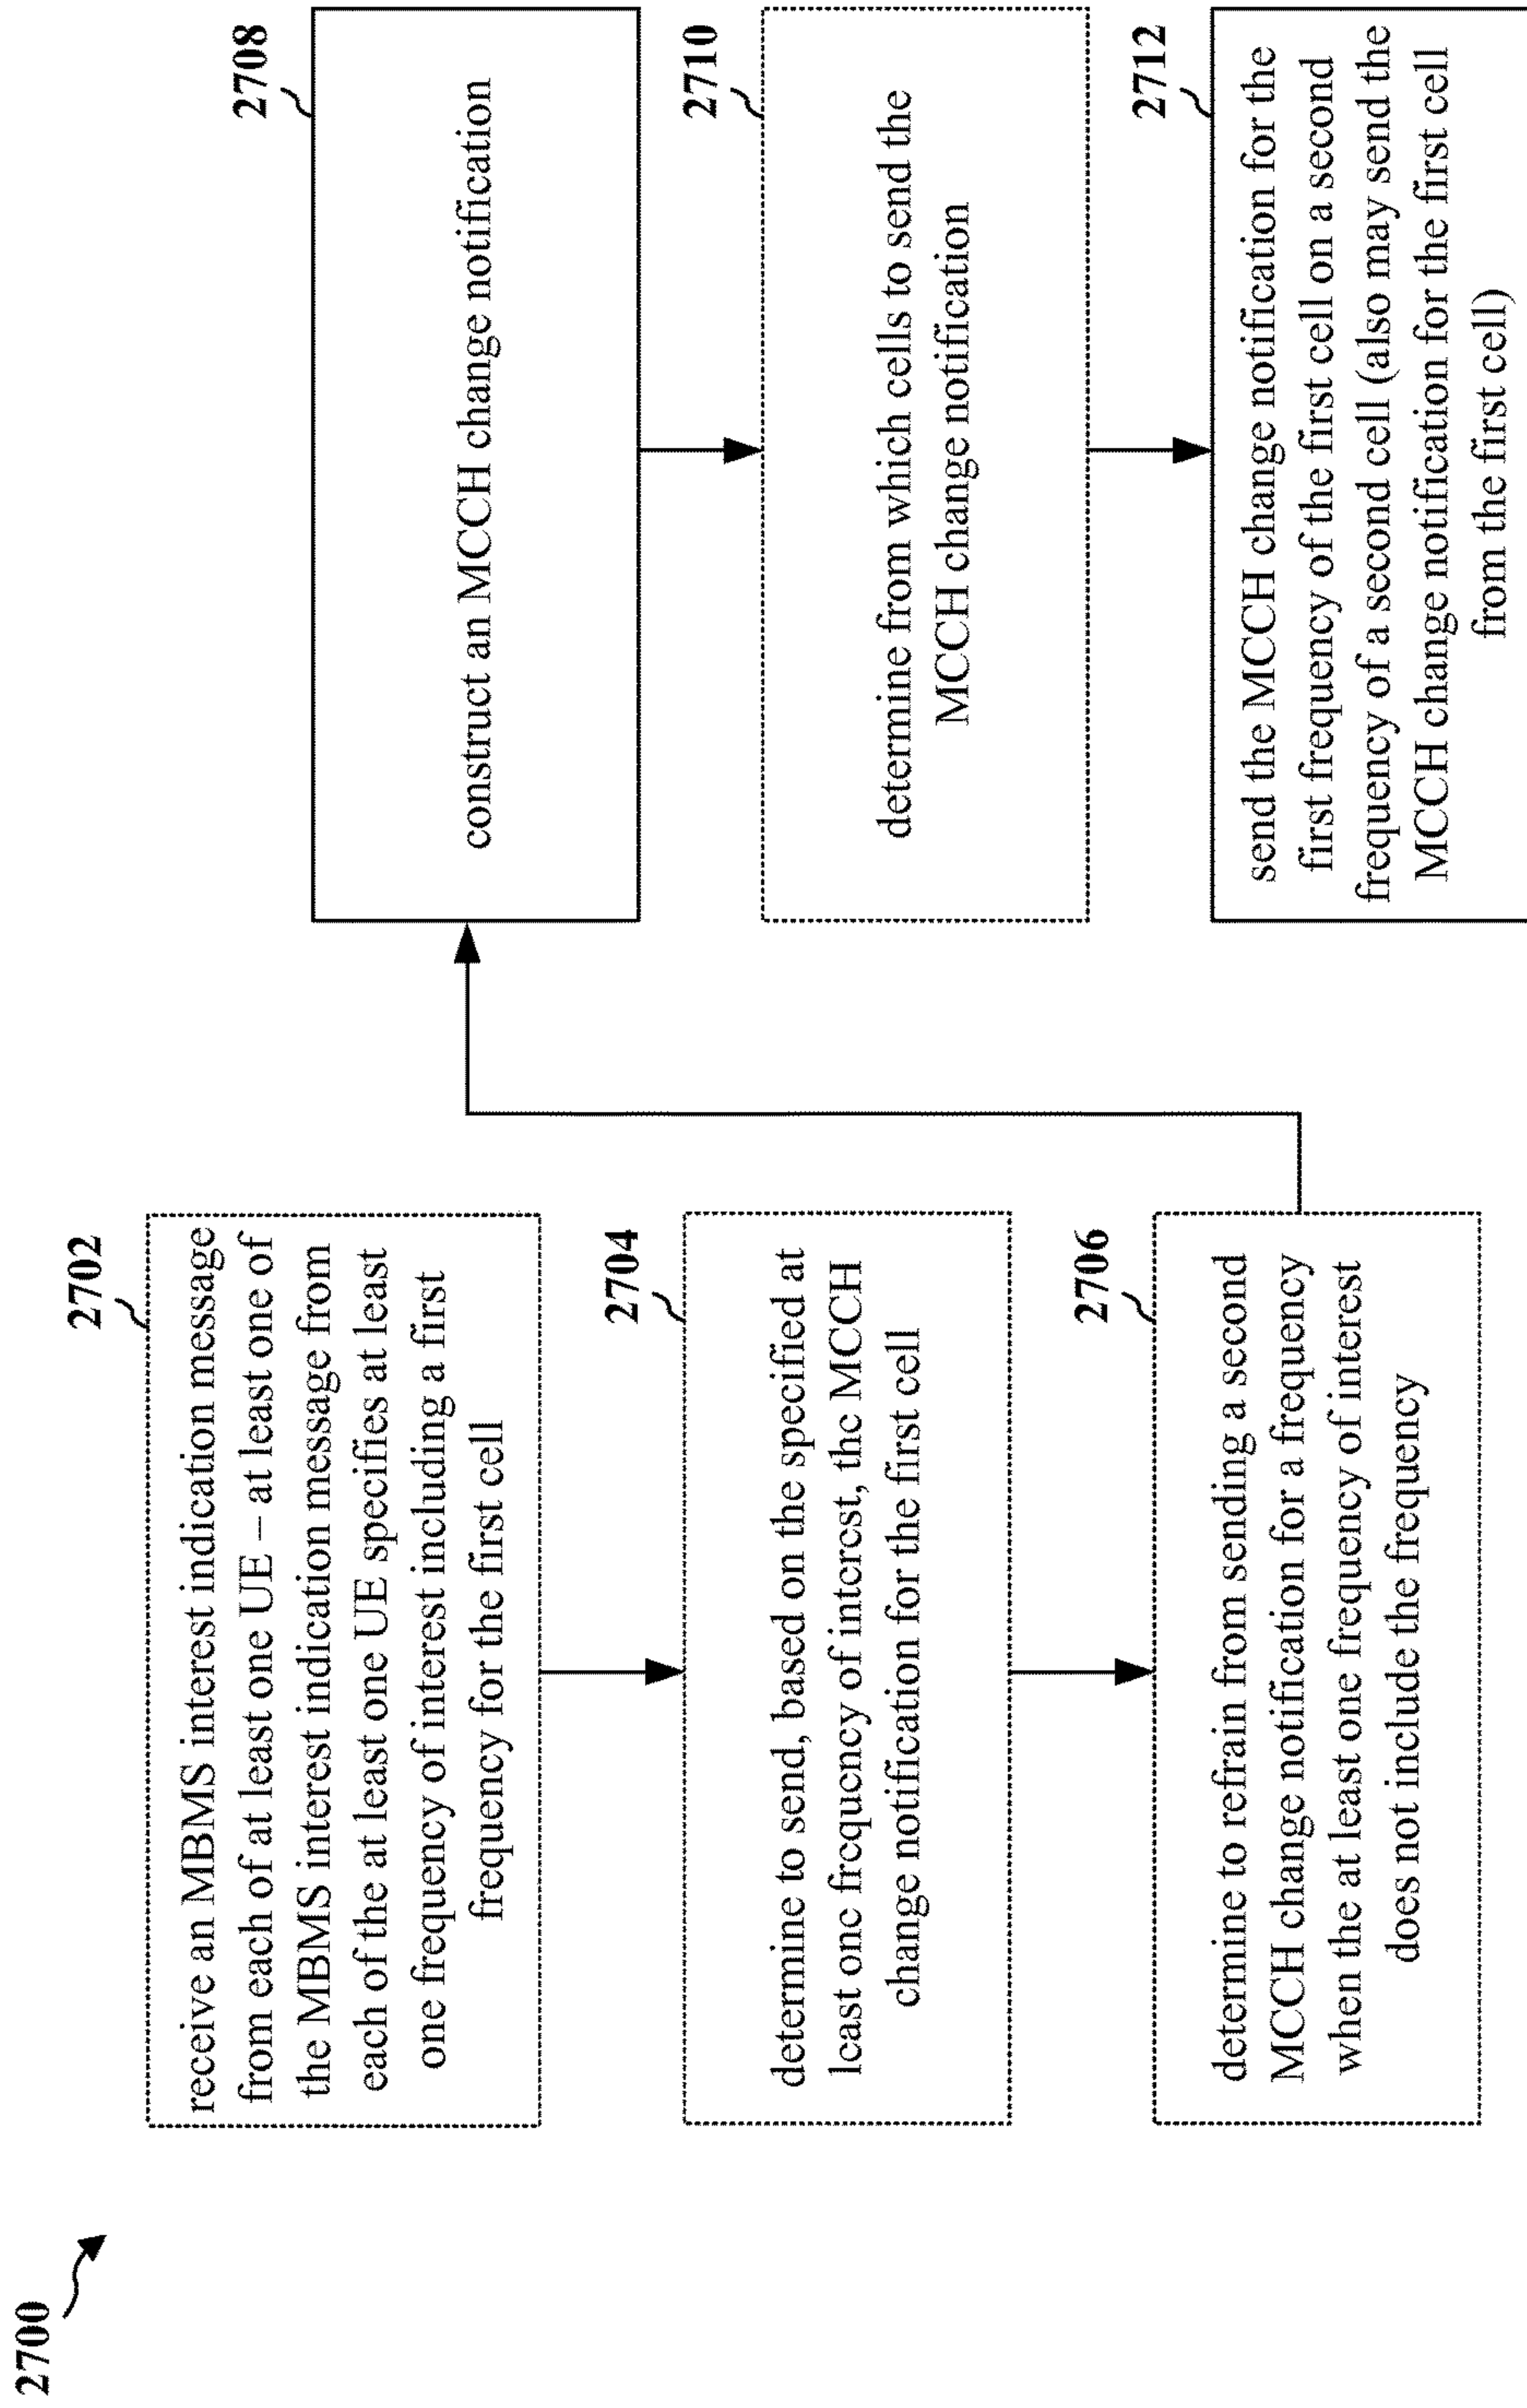 2700
2702
receive an MBMS interest indication message
from each of at least one UE – at least one of
the MBMS interest indication message from
each of the at least one UE specifies at least
one frequency of interest including a first
frequency for the first cell
2704
determine to send, based on the specified at
least one frequency of interest, the MCCH
change notification for the first cell
2706
determine to refrain from sending a second
MCCH change notification for a frequency
when the at least one frequency of interest
does not include the frequency
2708
construct an MCCH change notification
2710
determine from which cells to send the
MCCH change notification
2712
send the MCCH change notification for the
first frequency of the first cell on a second
frequency of a second cell (also may send the
MCCH change notification for the first cell
from the first cell)